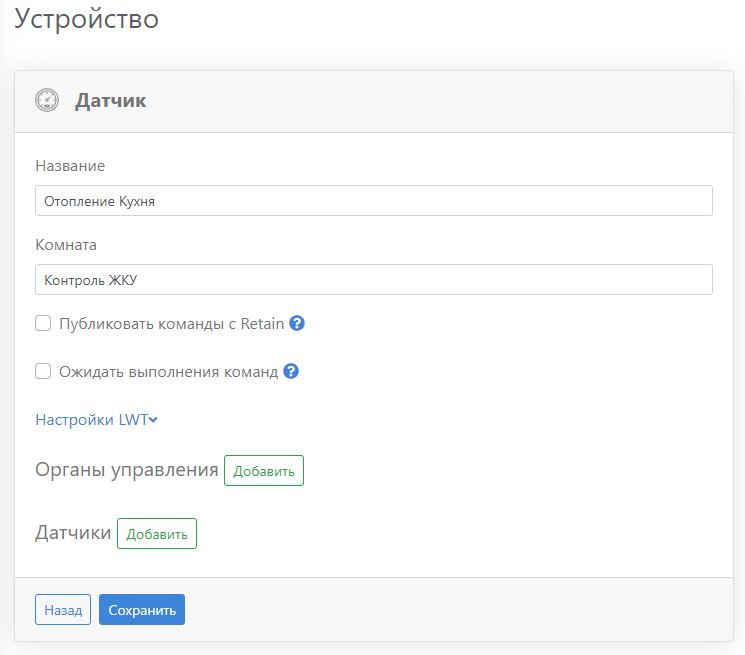 Устройство
Датчик
Название
Отопление Кухня
Комната
Контроль ЖКУ
Публиковать команды с Retain ?
Ожидать выполнения команд ?
Настройки LWT
Органы управления Добавить
Датчики Добавить
Назад Сохранить